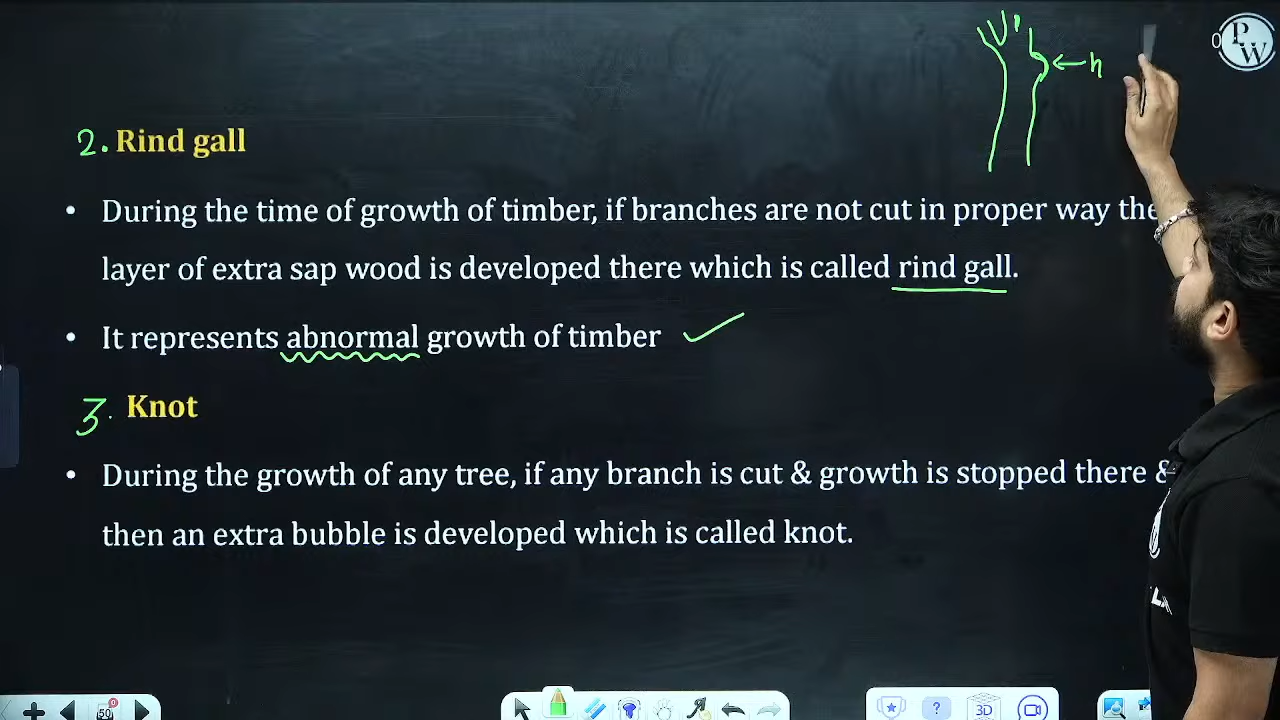 PW
← h
2. Rind gall
• During the time of growth of timber, if branches are not cut in proper way the
layer of extra sap wood is developed there which is called rind gall.
• It represents abnormal growth of timber ✓
3. Knot
• During the growth of any tree, if any branch is cut & growth is stopped there &
then an extra bubble is developed which is called knot.
50
? 3D